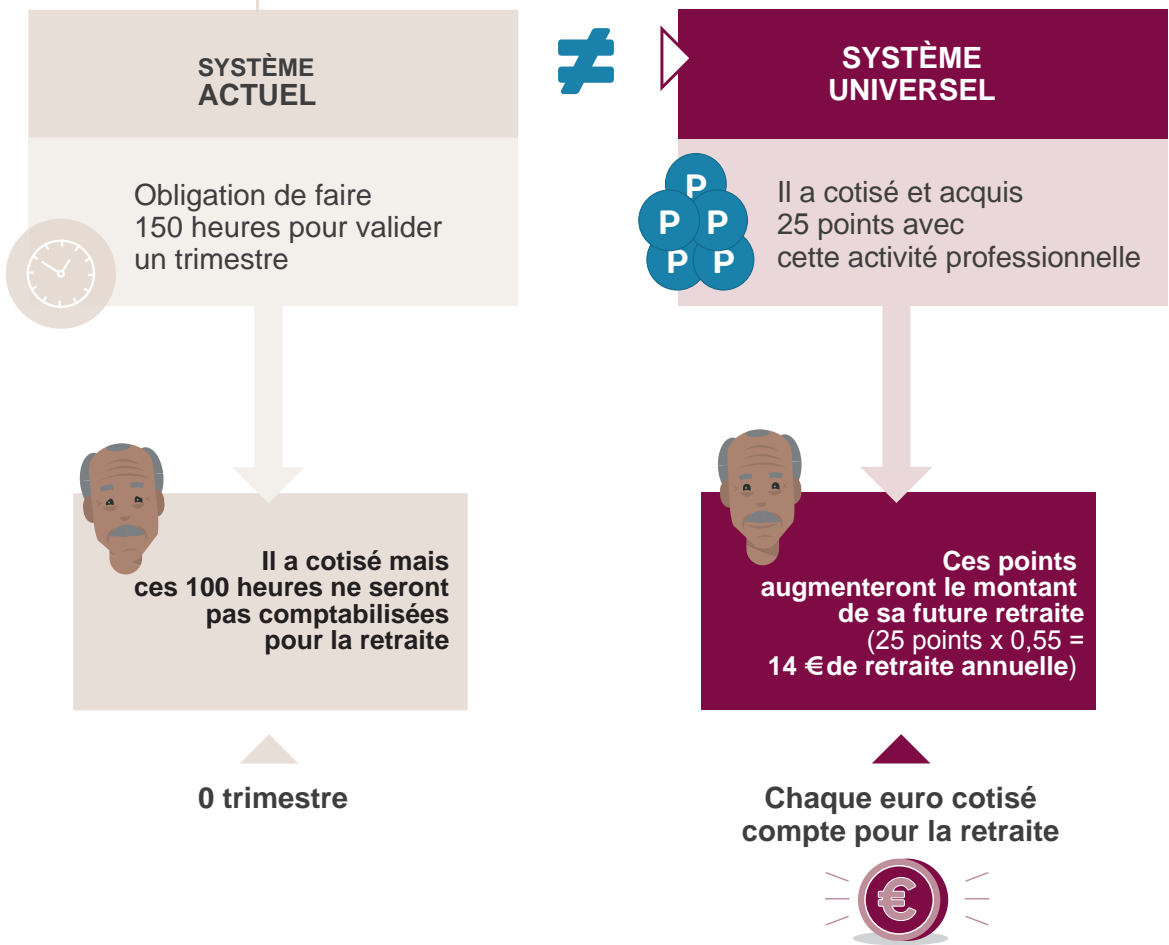 SYSTÈME
ACTUEL
≠
SYSTÈME
UNIVERSEL
Obligation de faire
150 heures pour valider
un trimestre
P
P P
P P
Il a cotisé et acquis
25 points avec
cette activité professionnelle
Il a cotisé mais
ces 100 heures ne seront
pas comptabilisées
pour la retraite
Ces points
augmenteront le montant
de sa future retraite
(25 points x 0,55 =
14 € de retraite annuelle)
0 trimestre
Chaque euro cotisé
compte pour la retraite
€